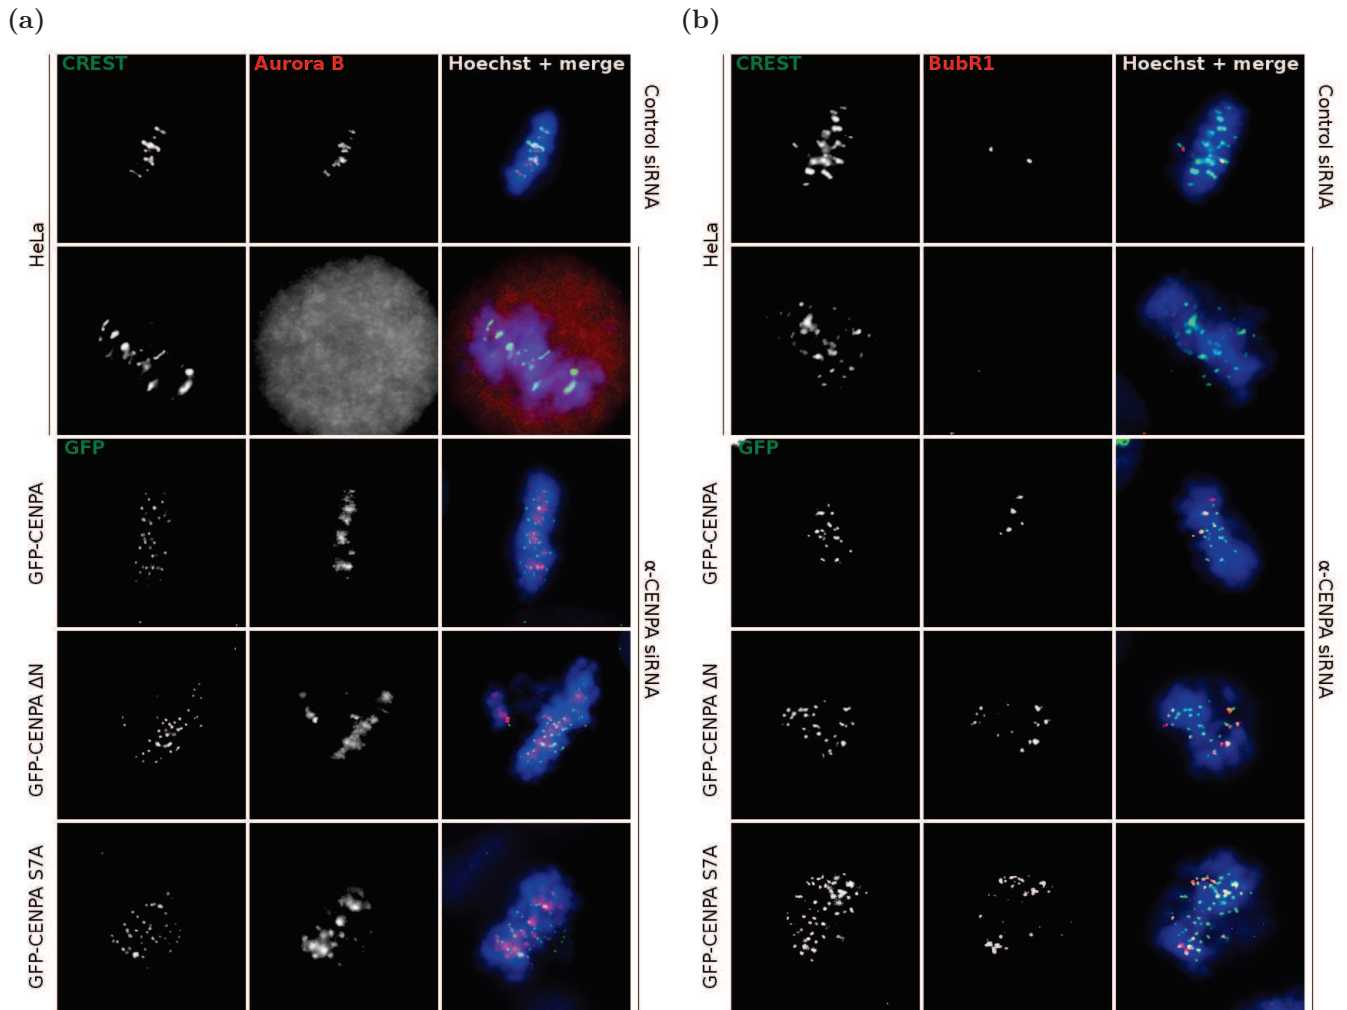 (a)
CREST
Aurora B
Hoechst + merge
Control siRNA
HeLa
GFP
GFP-CENPA
GFP-CENPA ΔN
GFP-CENPA S7A
α-CENPA siRNA
(b)
CREST
BubR1
Hoechst + merge
Control siRNA
HeLa
GFP
GFP-CENPA
GFP-CENPA ΔN
GFP-CENPA S7A
α-CENPA siRNA